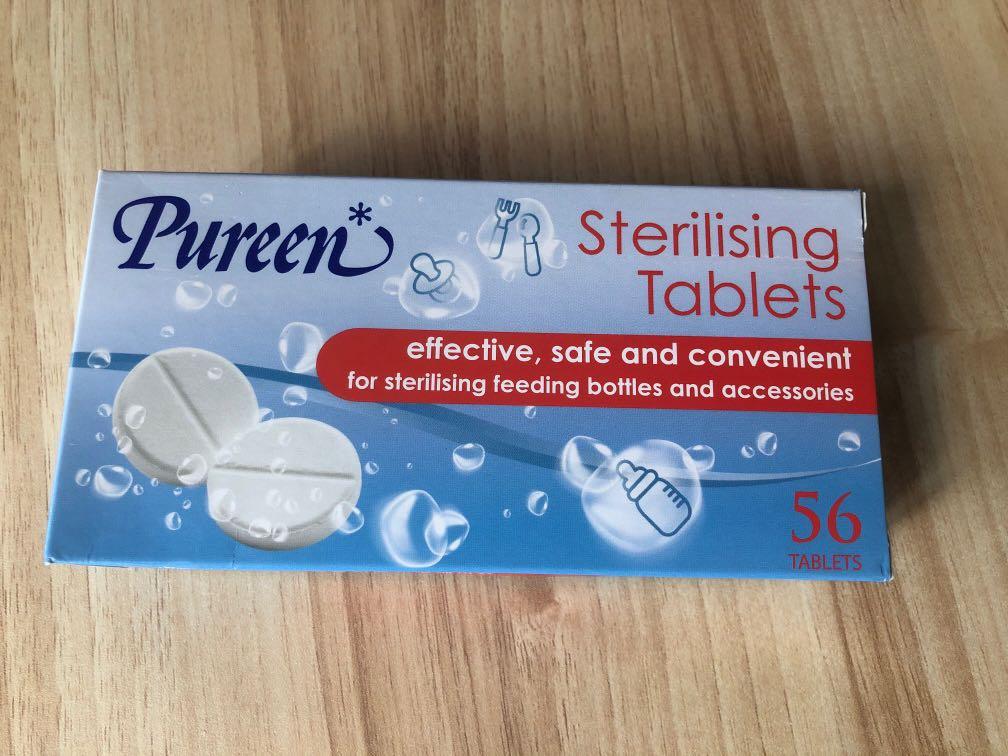 Pureen*
Sterilising
Tablets
effective, safe and convenient
for sterilising feeding bottles and accessories
56
TABLETS